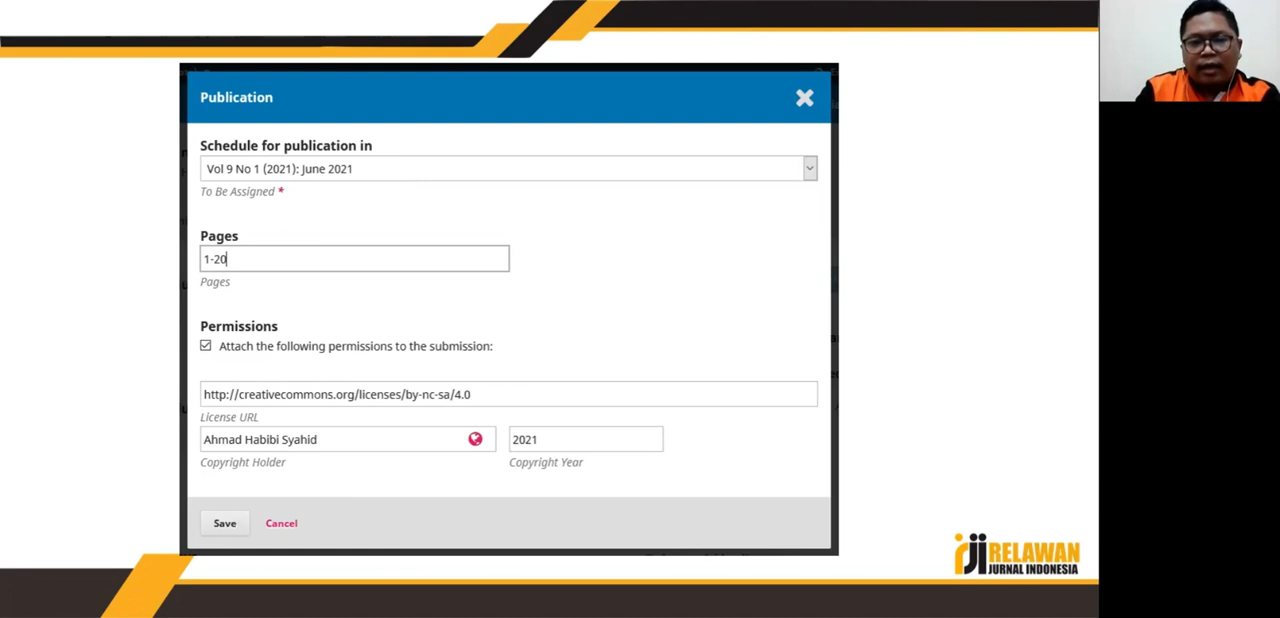 Publication
Schedule for publication in
Vol 9 No 1 (2021): June 2021
To Be Assigned *
Pages
1-20
Pages
Permissions
Attach the following permissions to the submission:
http://creativecommons.org/licenses/by-nc-sa/4.0
License URL
Ahmad Habibi Syahid
2021
Copyright Holder
Copyright Year
Save
Cancel
rji RELAWAN
JURNAL INDONESIA